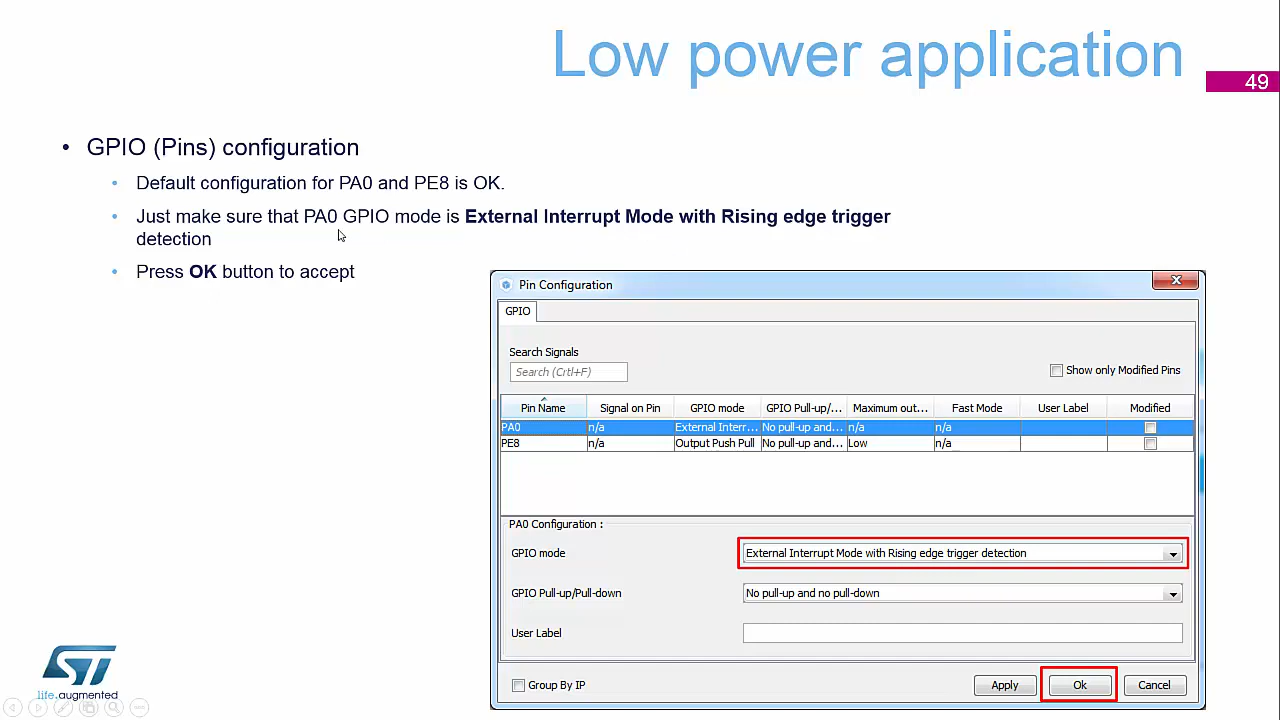 Low power application
49
• GPIO (Pins) configuration
• Default configuration for PA0 and PE8 is OK.
• Just make sure that PA0 GPIO mode is External Interrupt Mode with Rising edge trigger
detection
• Press OK button to accept
Pin Configuration
GPIO
Search Signals
Search (Crtl+F)
Show only Modified Pins
Pin Name Signal on Pin GPIO mode GPIO Pull-up/... Maximum out... Fast Mode User Label Modified
PA0 n/a External Interr... No pull-up and... n/a n/a
PE8 n/a Output Push Pull No pull-up and... Low n/a
PA0 Configuration :
GPIO mode External Interrupt Mode with Rising edge trigger detection
GPIO Pull-up/Pull-down No pull-up and no pull-down
User Label
Group By IP Apply Ok Cancel
ST
life.augmented